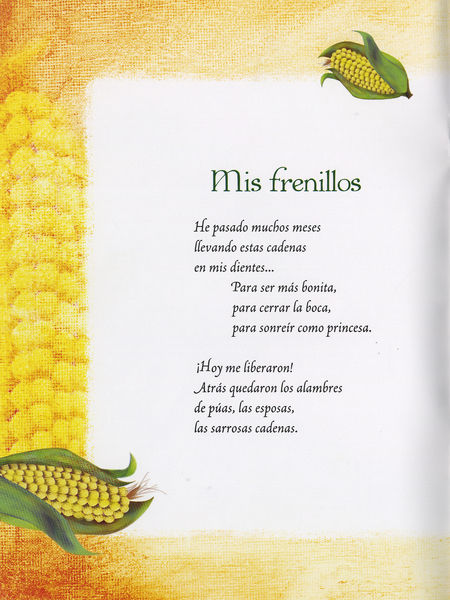 Mis frenillos
He pasado muchos meses
llevando estas cadenas
en mis dientes...
Para ser más bonita,
para cerrar la boca,
para sonreír como princesa.
¡Hoy me liberaron!
Atrás quedaron los alambres
de púas, las esposas,
las sarrosas cadenas.